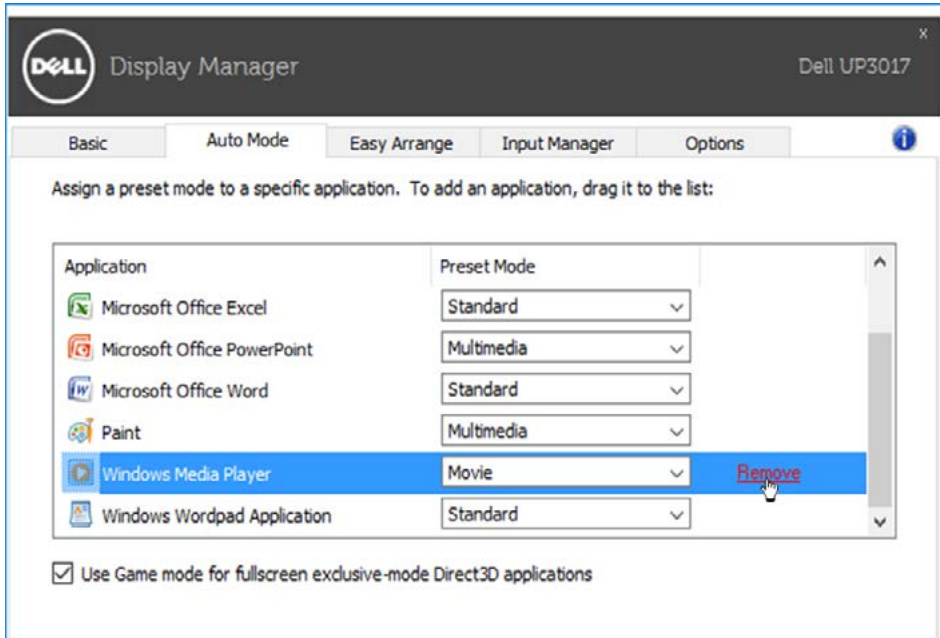 DELL Display Manager Dell UP3017 X
Basic Auto Mode Easy Arrange Input Manager Options
Assign a preset mode to a specific application. To add an application, drag it to the list:
Application Preset Mode
Microsoft Office Excel Standard
Microsoft Office PowerPoint Multimedia
Microsoft Office Word Standard
Paint Multimedia
Windows Media Player Movie Remove
Windows Wordpad Application Standard
Use Game mode for fullscreen exclusive-mode Direct3D applications